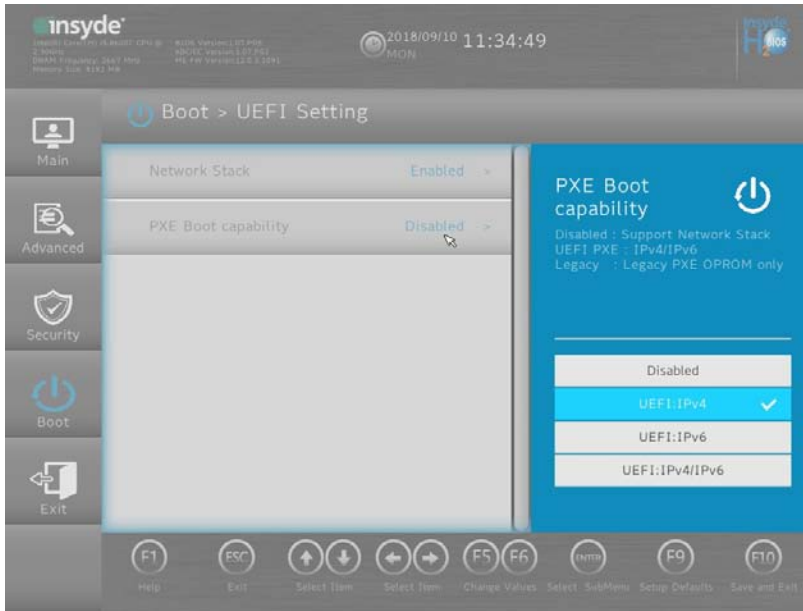 insyde
2018/09/10 11:34:49
MON
insyde
H2O BIOS
Boot > UEFI Setting
Main
Advanced
Security
Boot
Exit
Network Stack Enabled >
PXE Boot capability Disabled >
PXE Boot
capability
Disabled : Support Network Stack
UEFI PXE : IPv4/IPv6
Legacy : Legacy PXE OPROM only
Disabled
UEFI:IPv4
UEFI:IPv6
UEFI:IPv4/IPv6
F1 ESC F5 F6 ENTER F9 F10
Help Exit Select Item Select Item Change Values Select SubMenu Setup Defaults Save and Exit